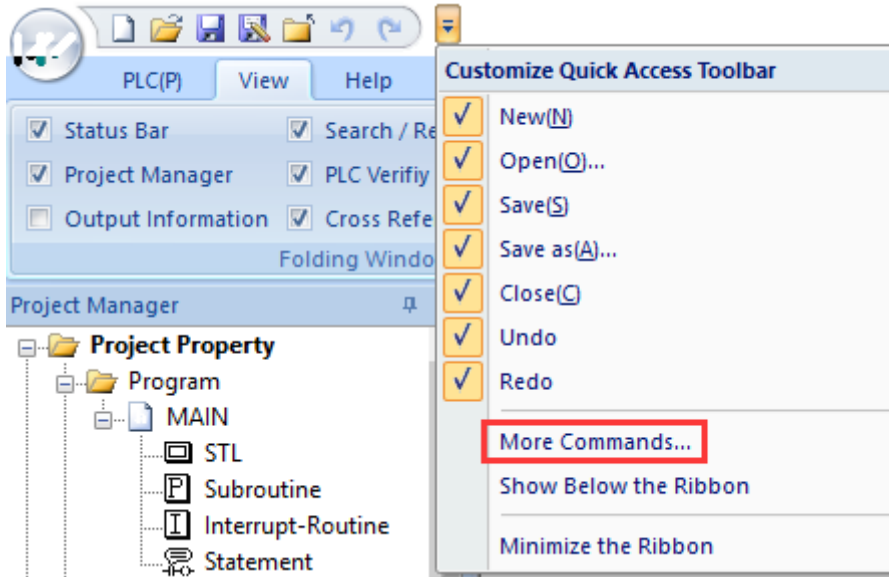 PLC(P) View Help
Status Bar Search / Re
Project Manager PLC Verifiy
Output Information Cross Refe
Folding Windo
Project Manager
Project Property
Program
MAIN
STL
P Subroutine
I Interrupt-Routine
Statement
Customize Quick Access Toolbar
New(N)
Open(O)...
Save(S)
Save as(A)...
Close(C)
Undo
Redo
More Commands...
Show Below the Ribbon
Minimize the Ribbon